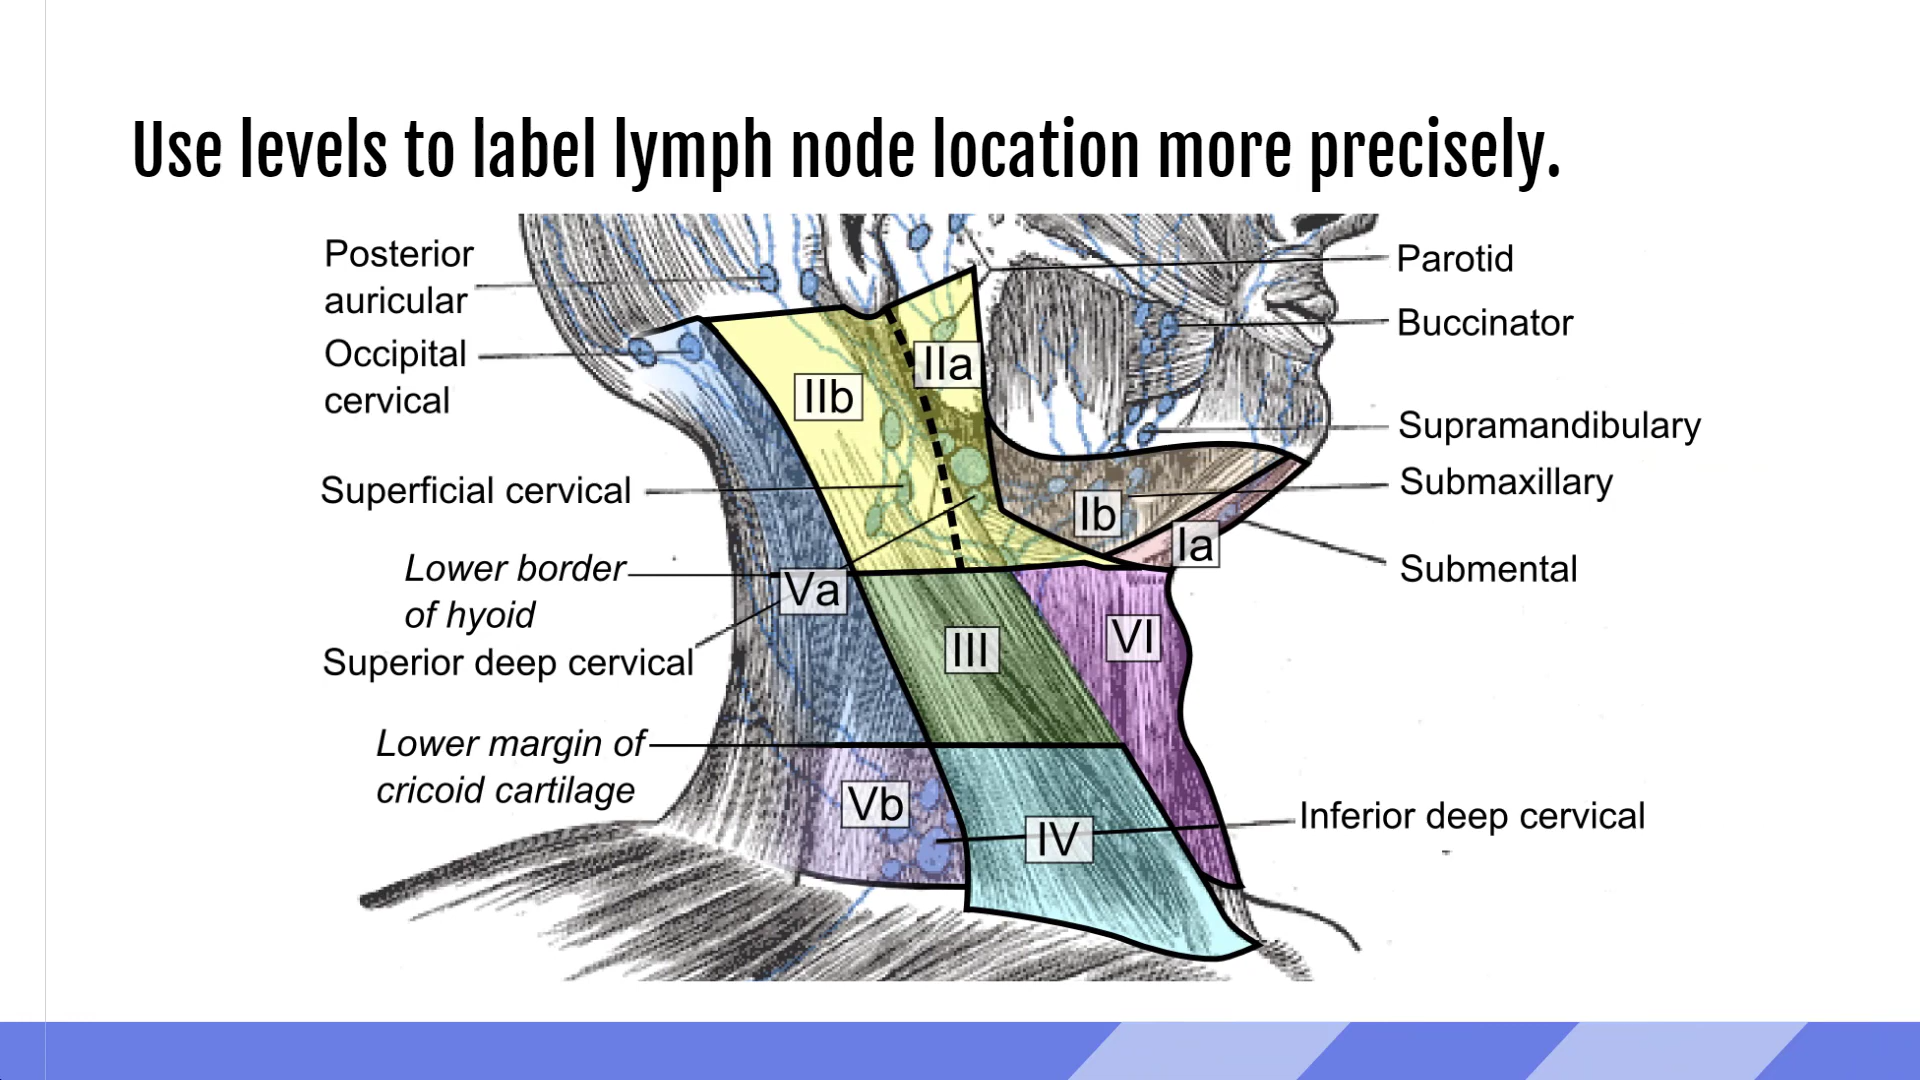 Use levels to label lymph node location more precisely.
Posterior
auricular
Occipital
cervical
Superficial cervical
Lower border
of hyoid
Superior deep cervical
Lower margin of
cricoid cartilage
IIa
IIb
Ib
Ia
Va
III
VI
Vb
IV
Parotid
Buccinator
Supramandibulary
Submaxillary
Submental
Inferior deep cervical